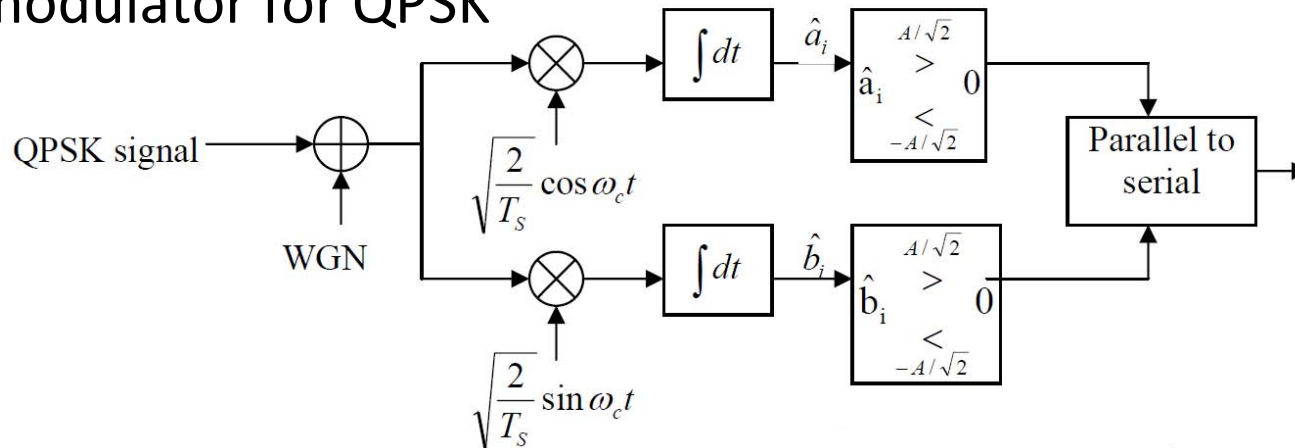 modulator for QPSK
QPSK signal
WGN
√(2/T_S) cos ω_c t
∫dt
â_i
A/√2
â_i > 0
<
-A/√2
√(2/T_S) sin ω_c t
∫dt
b̂_i
A/√2
b̂_i > 0
<
-A/√2
Parallel to
serial